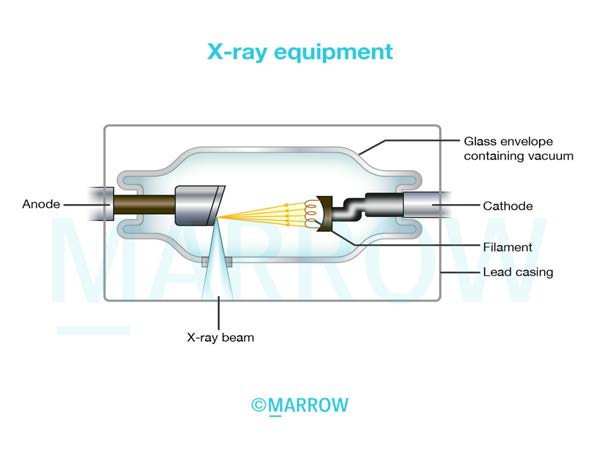 X-ray equipment
Glass envelope
containing vacuum
Anode
Cathode
Filament
Lead casing
MARROW
X-ray beam
©MARROW